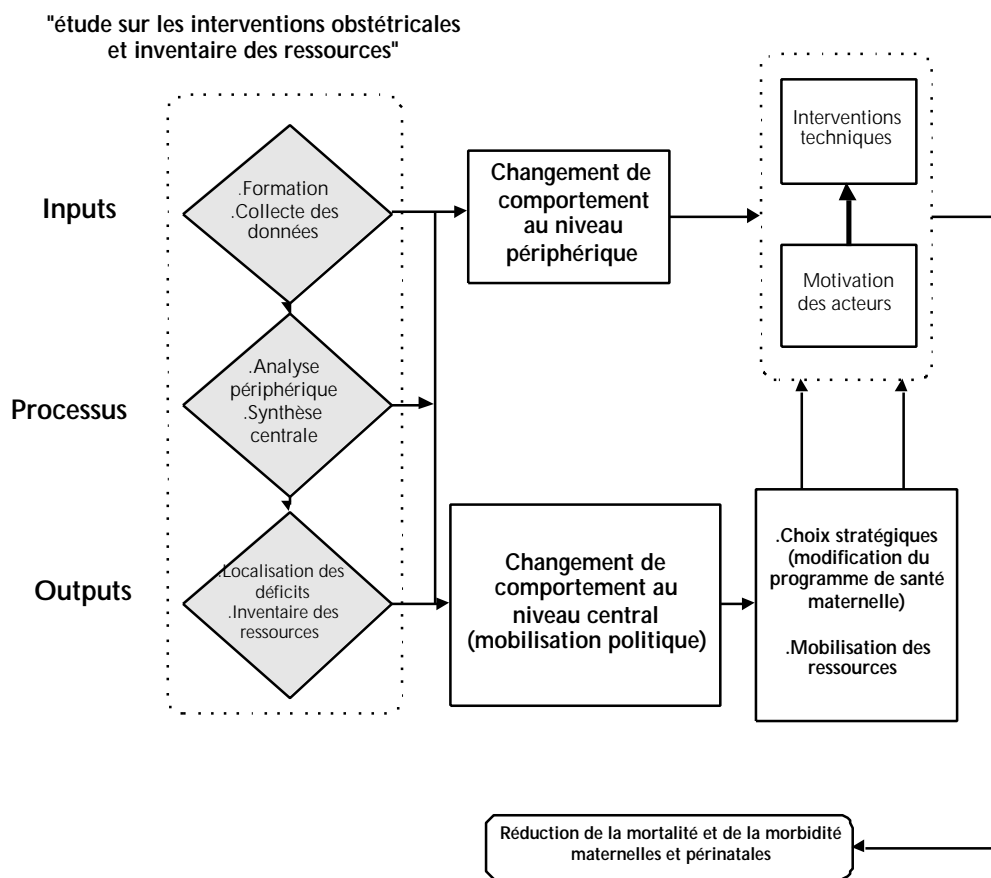 "étude sur les interventions obstétricales
et inventaire des ressources"
Inputs
.Formation
.Collecte des
données
Changement de
comportement
au niveau
périphérique
Interventions
techniques
Motivation
des acteurs
Processus
.Analyse
périphérique
.Synthèse
centrale
Outputs
.Localisation des
déficits
.Inventaire des
ressources
Changement de
comportement au
niveau central
(mobilisation politique)
.Choix stratégiques
(modification du
programme de santé
maternelle)
.Mobilisation des
ressources
Réduction de la mortalité et de la morbidité
maternelles et périnatales